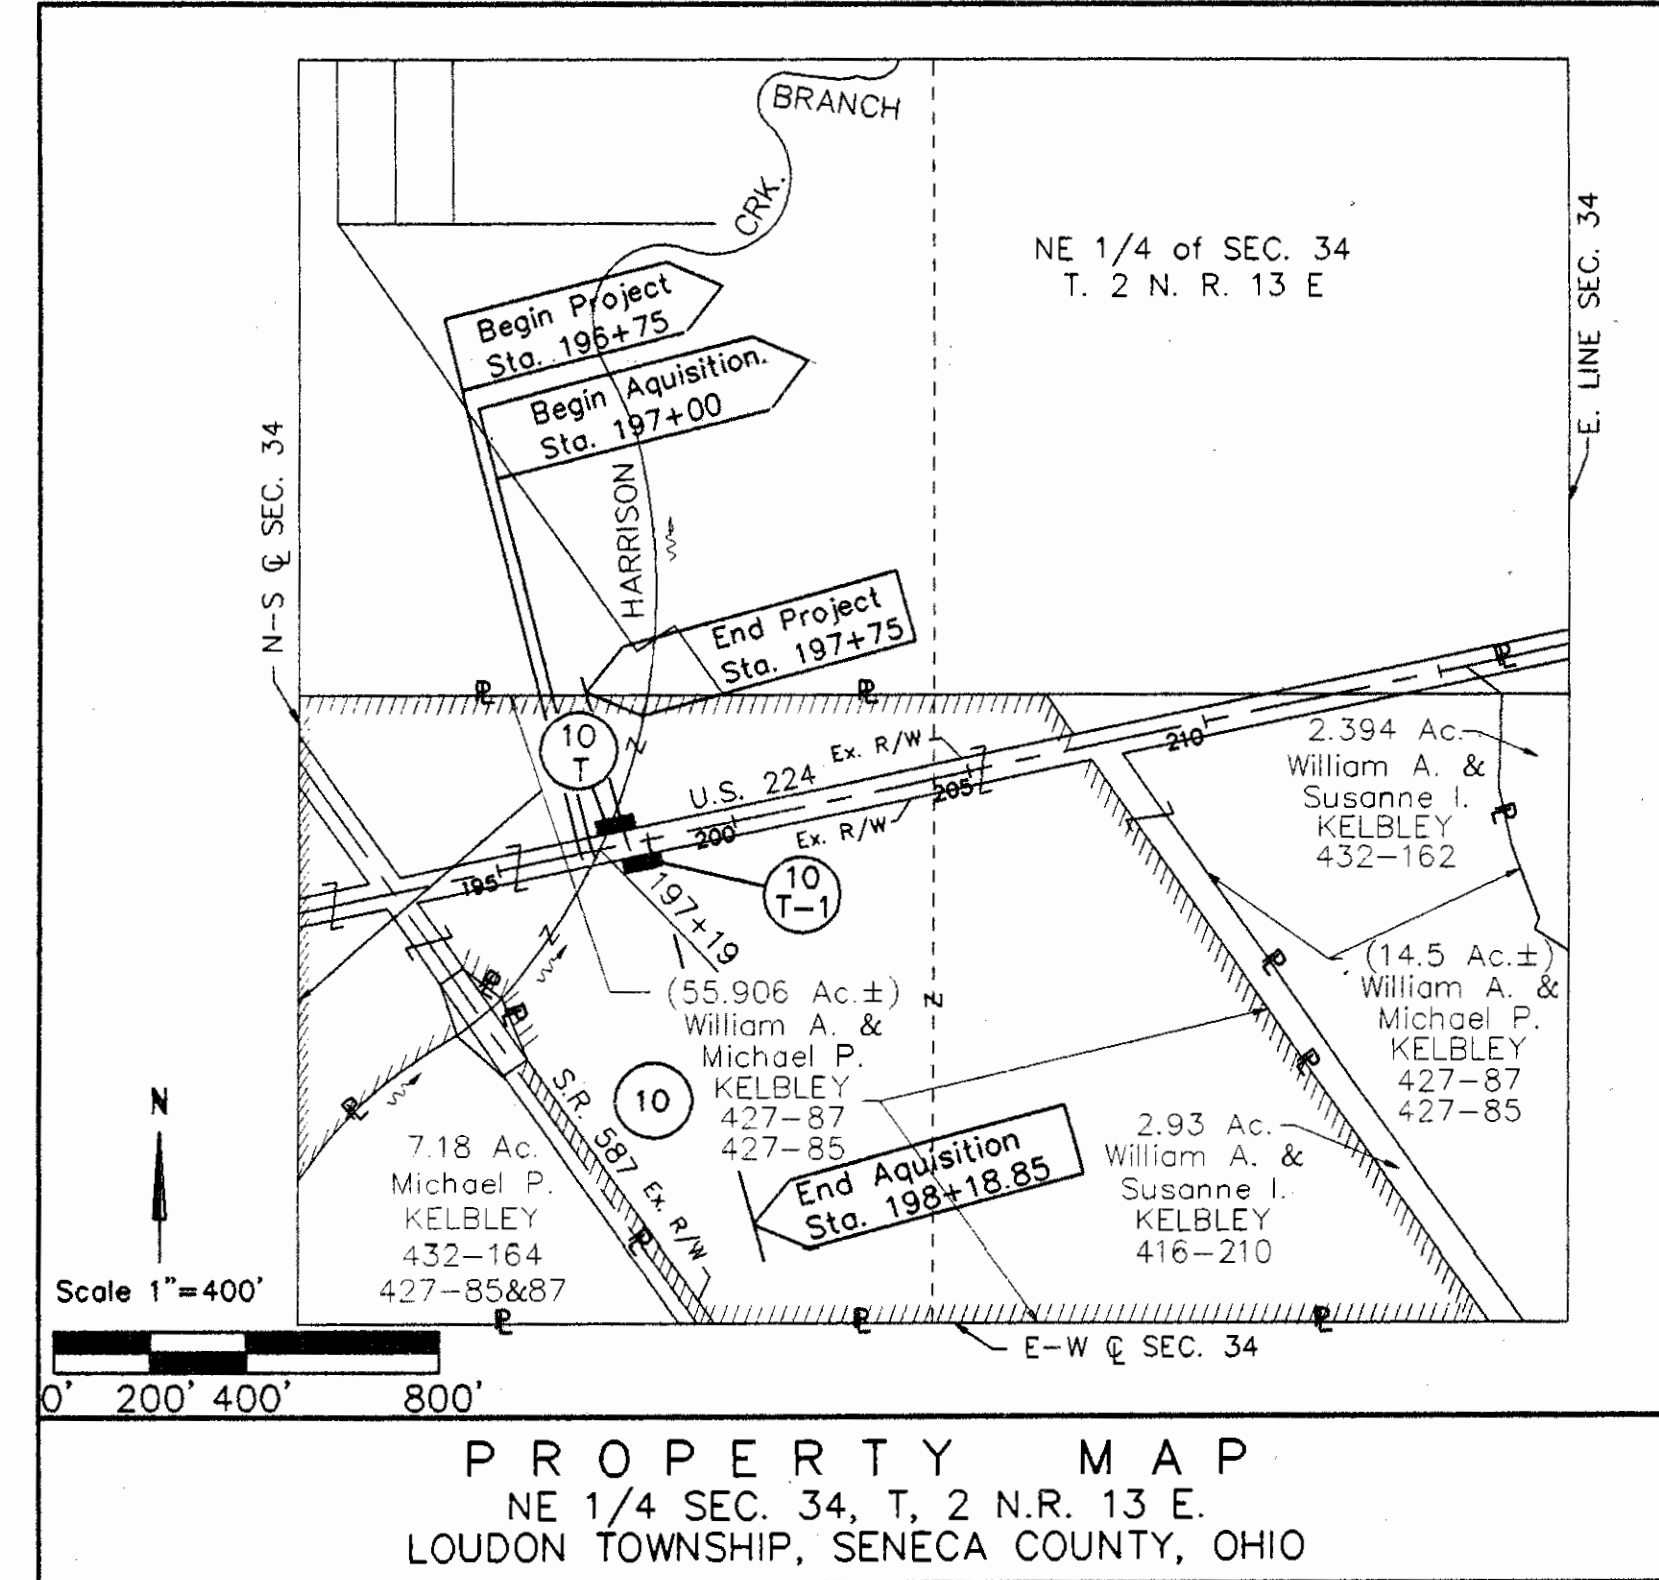 BRANCH
CRK.
NE 1/4 of SEC. 34
T. 2 N. R. 13 E
E. LINE SEC. 34
Begin Project
Sta. 196+75
Begin Aquisition.
Sta. 197+00
N-S ℄ SEC. 34
HARRISON
End Project
Sta. 197+75
10
T
U.S. 224
Ex. R/W
Ex. R/W
195
200
205
210
10
T-1
197+19
2.394 Ac.
William A. &
Susanne I.
KELBLEY
432-162
(14.5 Ac.±)
William A. &
Michael P.
KELBLEY
427-87
427-85
(55.906 Ac.±)
William A. &
Michael P.
KELBLEY
427-87
427-85
10
S.R. 587 Ex. R/W
7.18 Ac.
Michael P.
KELBLEY
432-164
427-85&87
2.93 Ac.
William A. &
Susanne I.
KELBLEY
416-210
End Aquisition
Sta. 198+18.85
N
Scale 1"=400'
0' 200' 400' 800'
E-W ℄ SEC. 34
PROPERTY MAP
NE 1/4 SEC. 34, T, 2 N.R. 13 E.
LOUDON TOWNSHIP, SENECA COUNTY, OHIO